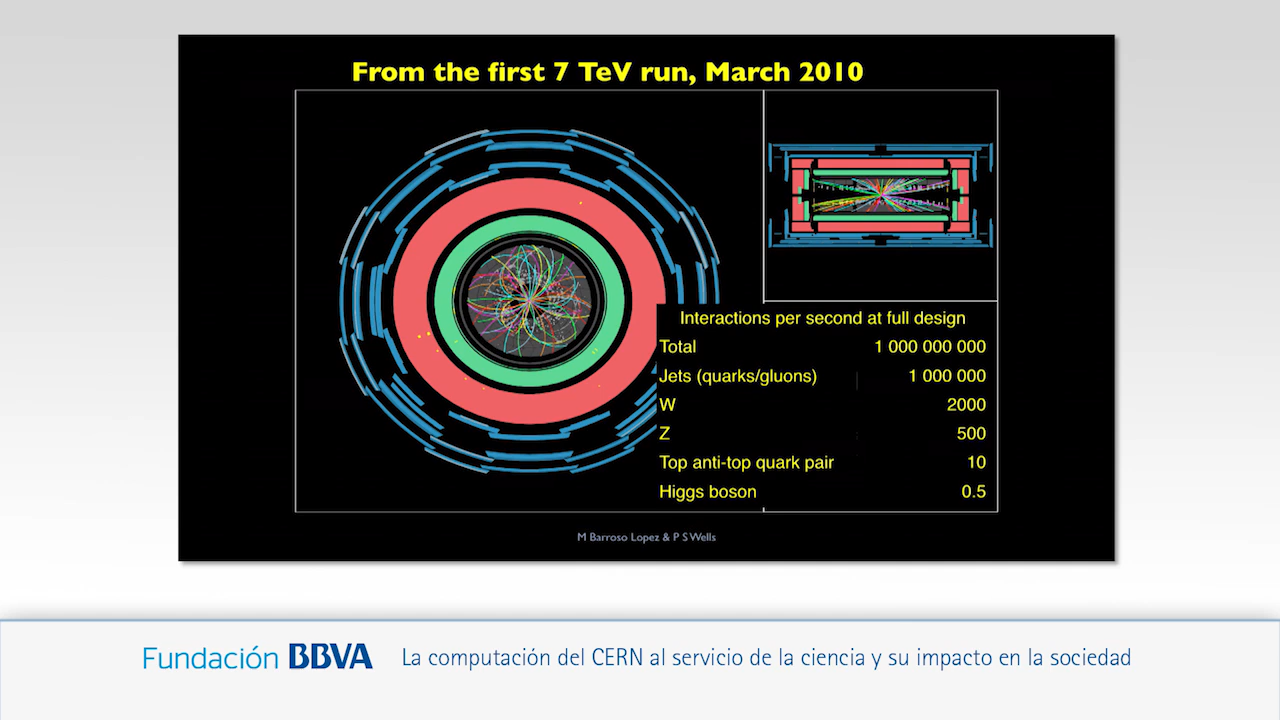 From the first 7 TeV run, March 2010
Interactions per second at full design
Total 1 000 000 000
Jets (quarks/gluons) 1 000 000
W 2000
Z 500
Top anti-top quark pair 10
Higgs boson 0.5
M Barroso Lopez & P S Wells
Fundación BBVA La computación del CERN al servicio de la ciencia y su impacto en la sociedad